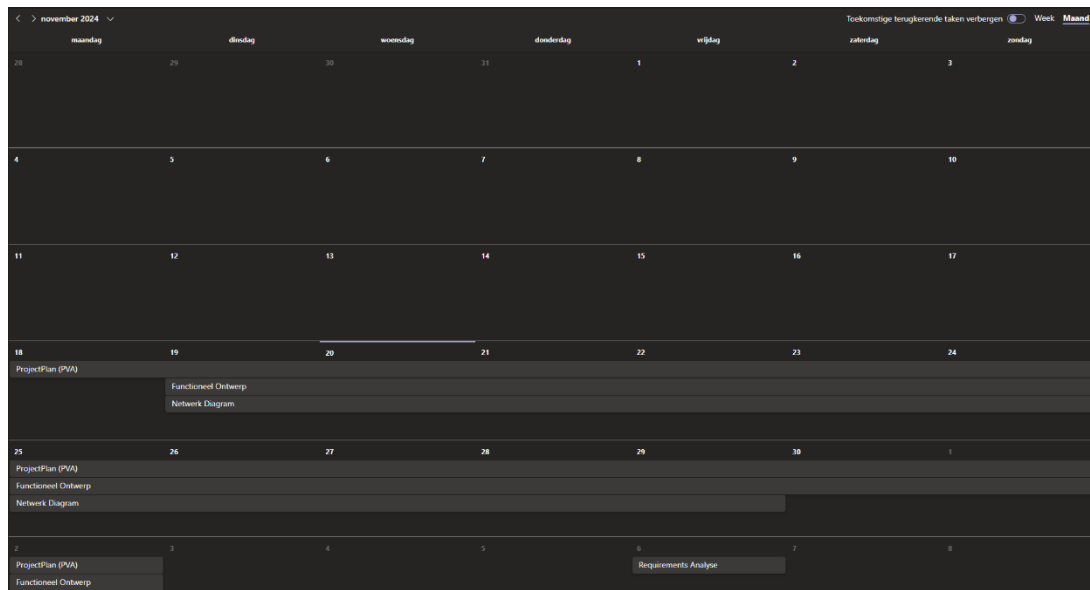 november 2024
Toekomstige terugkerende taken verbergen Week Maand
maandag dinsdag woensdag donderdag vrijdag zaterdag zondag
28 29 30 31 1 2 3
4 5 6 7 8 9 10
11 12 13 14 15 16 17
18 19 20 21 22 23 24
ProjectPlan (PVA)
Functioneel Ontwerp
Netwerk Diagram
25 26 27 28 29 30 1
ProjectPlan (PVA)
Functioneel Ontwerp
Netwerk Diagram
2 3 4 5 6 7 8
ProjectPlan (PVA) Requirements Analyse
Functioneel Ontwerp